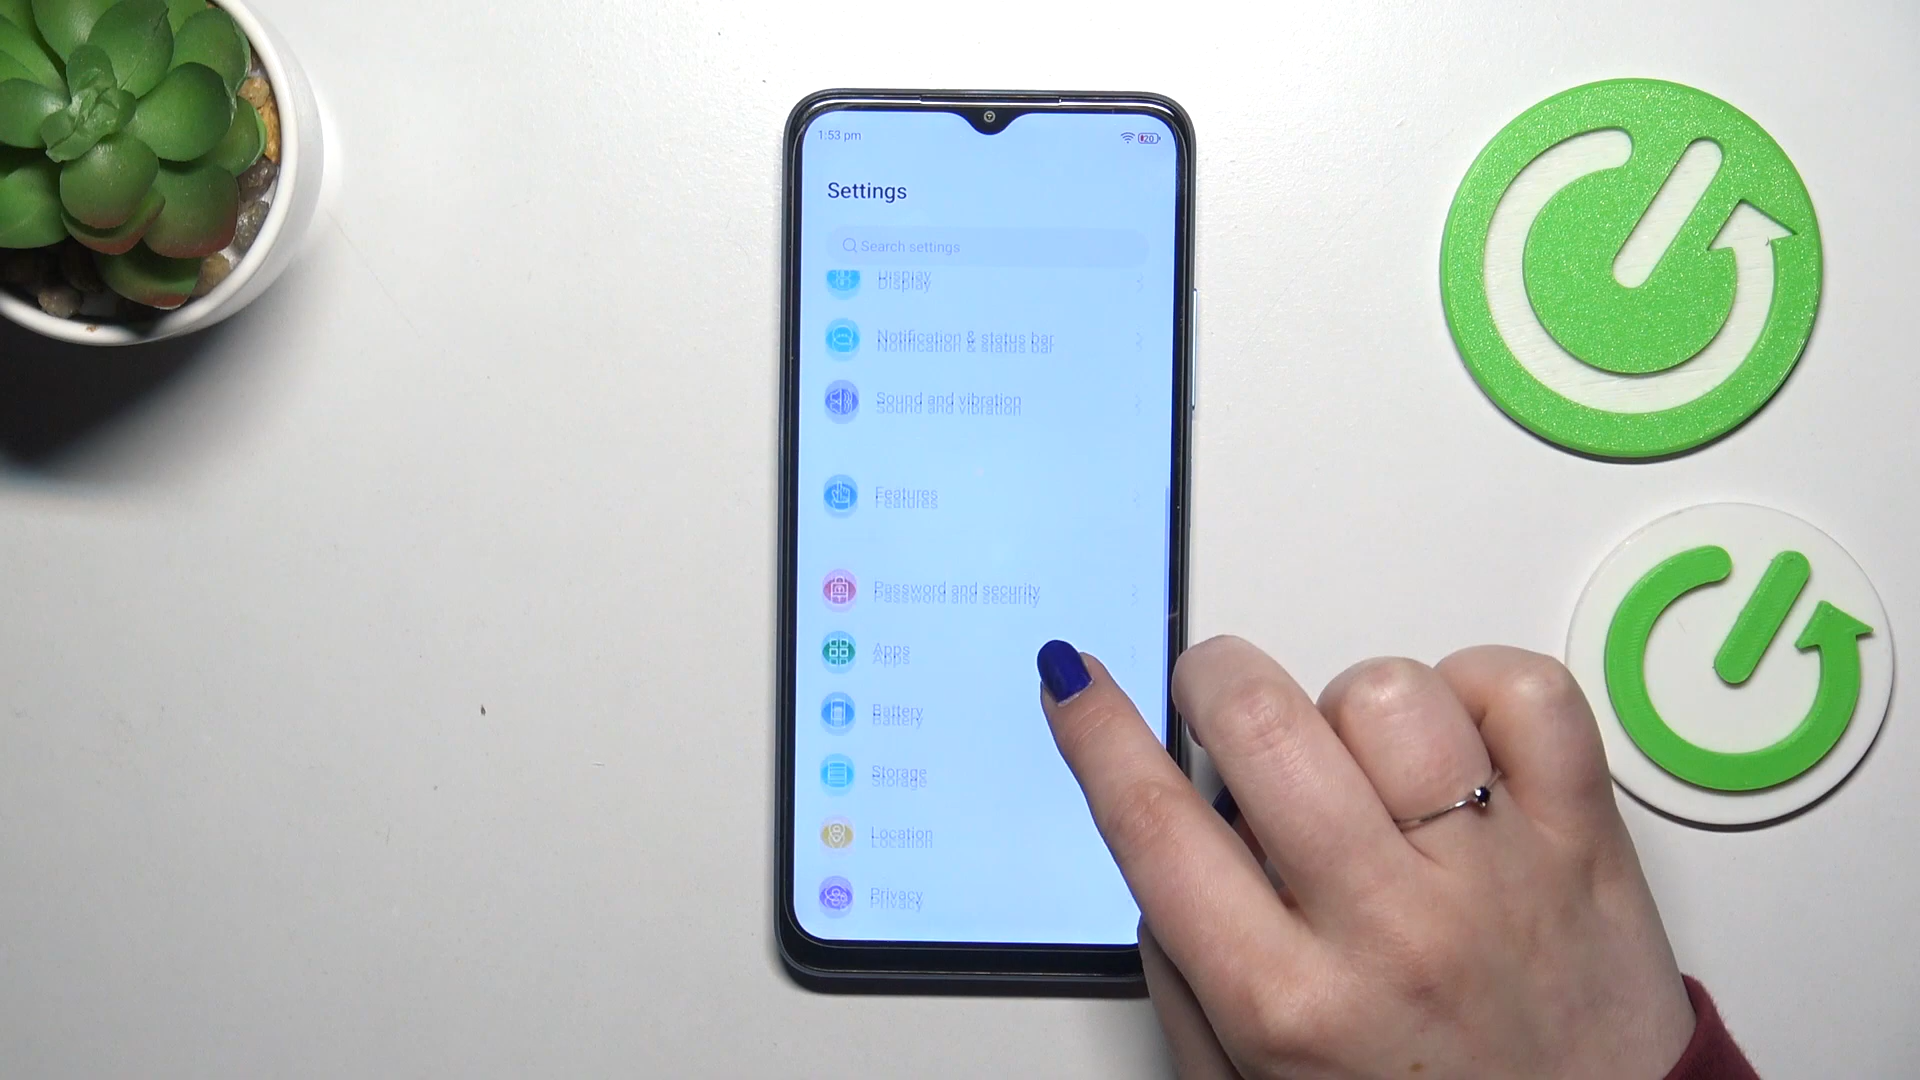 1:53 pm
20
Settings
Search settings
Display
Notification & status bar
Sound and vibration
Features
Password and security
Apps
Battery
Storage
Location
Privacy